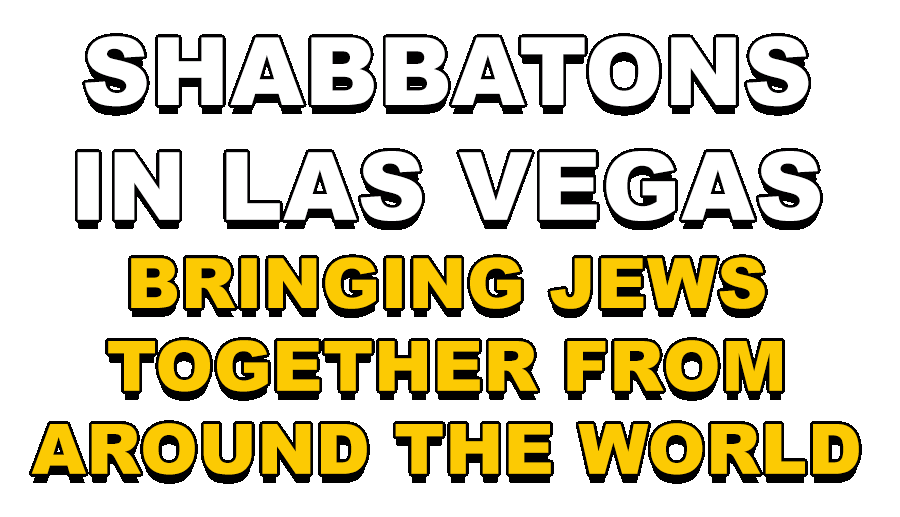 SHABBATONS
IN LAS VEGAS
BRINGING JEWS
TOGETHER FROM
AROUND THE WORLD